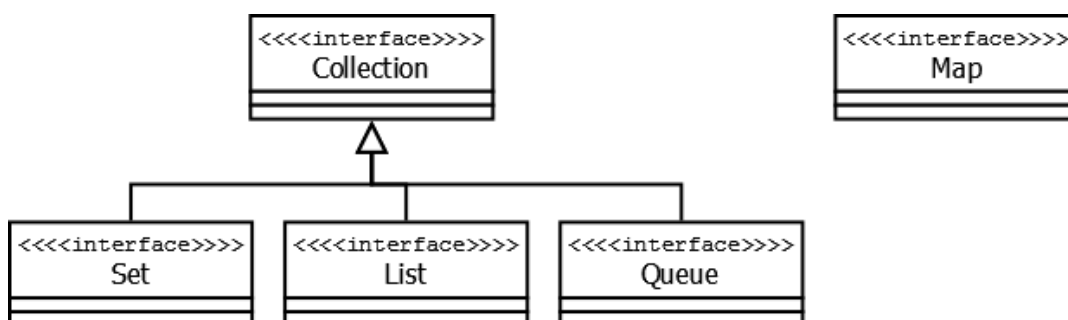 <<<<interface>>>>
Collection
<<<<interface>>>>
Map
<<<<interface>>>>
Set
<<<<interface>>>>
List
<<<<interface>>>>
Queue